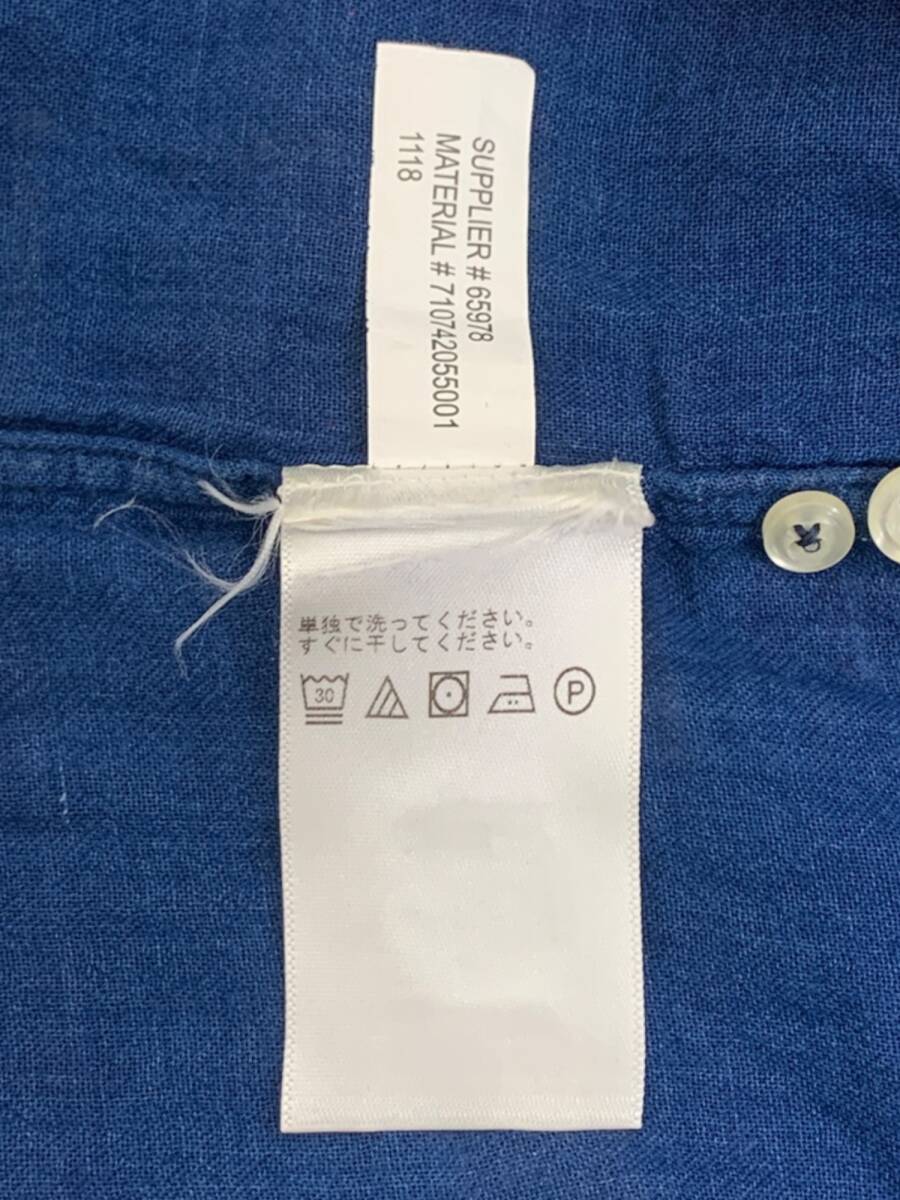 SUPPLIER # 65978
MATERIAL # 710742055001
1118
単独で洗ってください。
すぐに干してください。
30
P